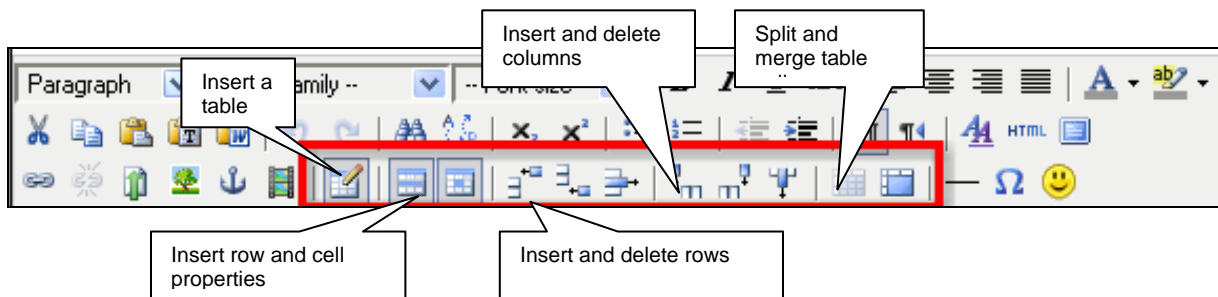 Insert and delete
columns
Split and
merge table
Insert a
table
Paragraph
amily --
--
A
ab
HTML
Ω
Insert row and cell
properties
Insert and delete rows